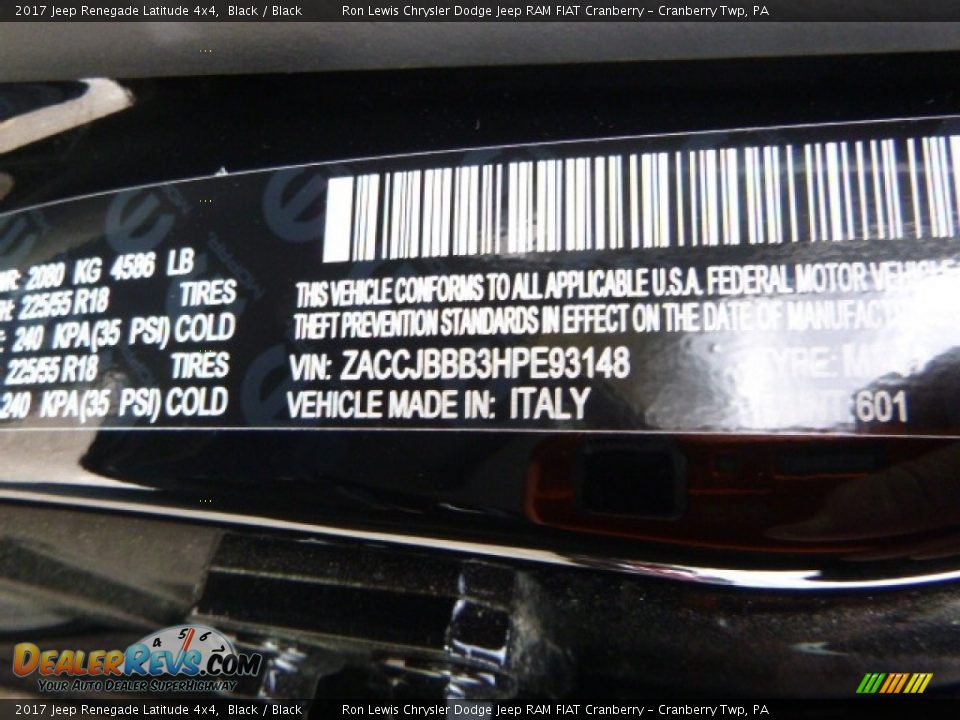 2017 Jeep Renegade Latitude 4x4, Black / Black Ron Lewis Chrysler Dodge Jeep RAM FIAT Cranberry - Cranberry Twp, PA
2080 KG 4586 LB
225/55 R18 TIRES
240 KPA(35 PSI) COLD
225/55 R18 TIRES
240 KPA(35 PSI) COLD
THIS VEHICLE CONFORMS TO ALL APPLICABLE U.S.A. FEDERAL MOTOR VEHICLE
THEFT PREVENTION STANDARDS IN EFFECT ON THE DATE OF
VIN: ZACCJBBB3HPE93148 TYPE:
VEHICLE MADE IN: ITALY 601
4 5 6
DEALERREVS.COM
YOUR AUTO DEALER SUPERHIGHWAY
2017 Jeep Renegade Latitude 4x4, Black / Black Ron Lewis Chrysler Dodge Jeep RAM FIAT Cranberry - Cranberry Twp, PA